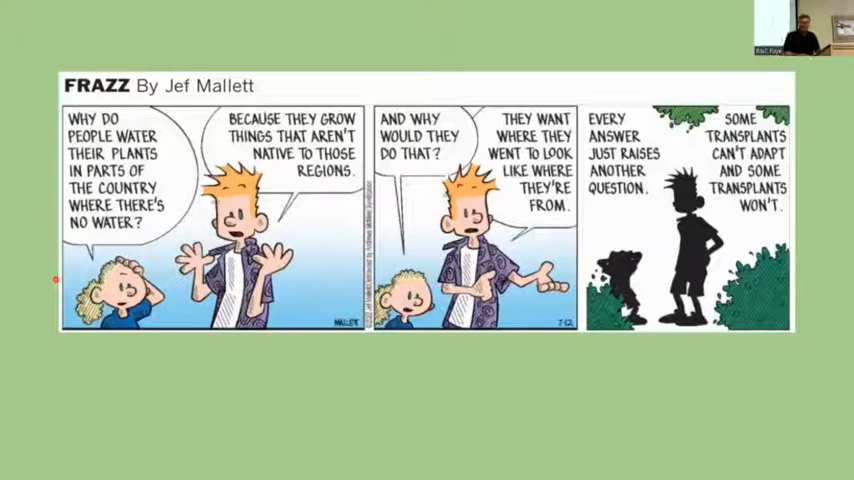 FRAZZ By Jef Mallett
WHY DO
PEOPLE WATER
THEIR PLANTS
IN PARTS OF
THE COUNTRY
WHERE THERE'S
NO WATER?
BECAUSE THEY GROW
THINGS THAT AREN'T
NATIVE TO THOSE
REGIONS.
MALLETT
AND WHY
WOULD THEY
DO THAT?
THEY WANT
WHERE THEY
WENT TO LOOK
LIKE WHERE
THEY'RE
FROM.
7-12
EVERY
ANSWER
JUST RAISES
ANOTHER
QUESTION.
SOME
TRANSPLANTS
CAN'T ADAPT
AND SOME
TRANSPLANTS
WON'T.